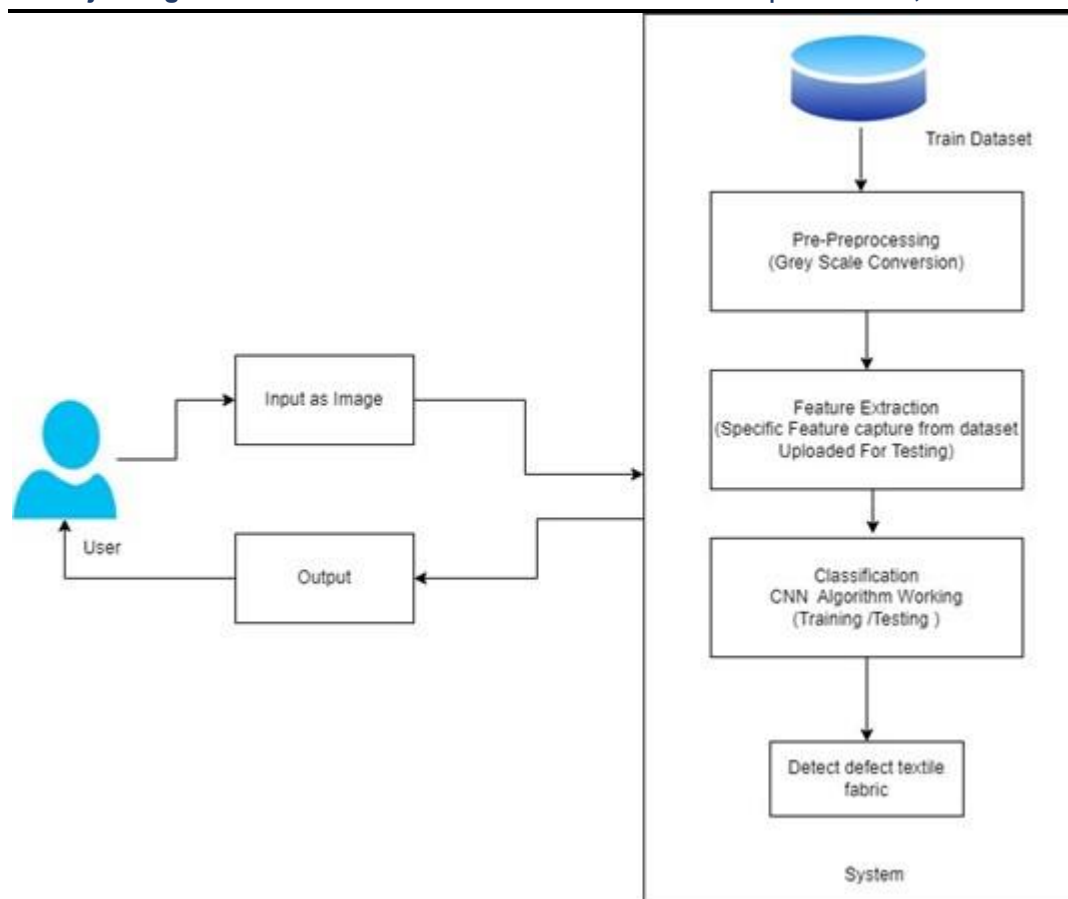 Train Dataset
Pre-Preprocessing
(Grey Scale Conversion)
Input as Image
Feature Extraction
(Specific Feature capture from dataset
Uploaded For Testing)
User
Output
Classification
CNN Algorithm Working
(Training /Testing )
Detect defect textile
fabric
System